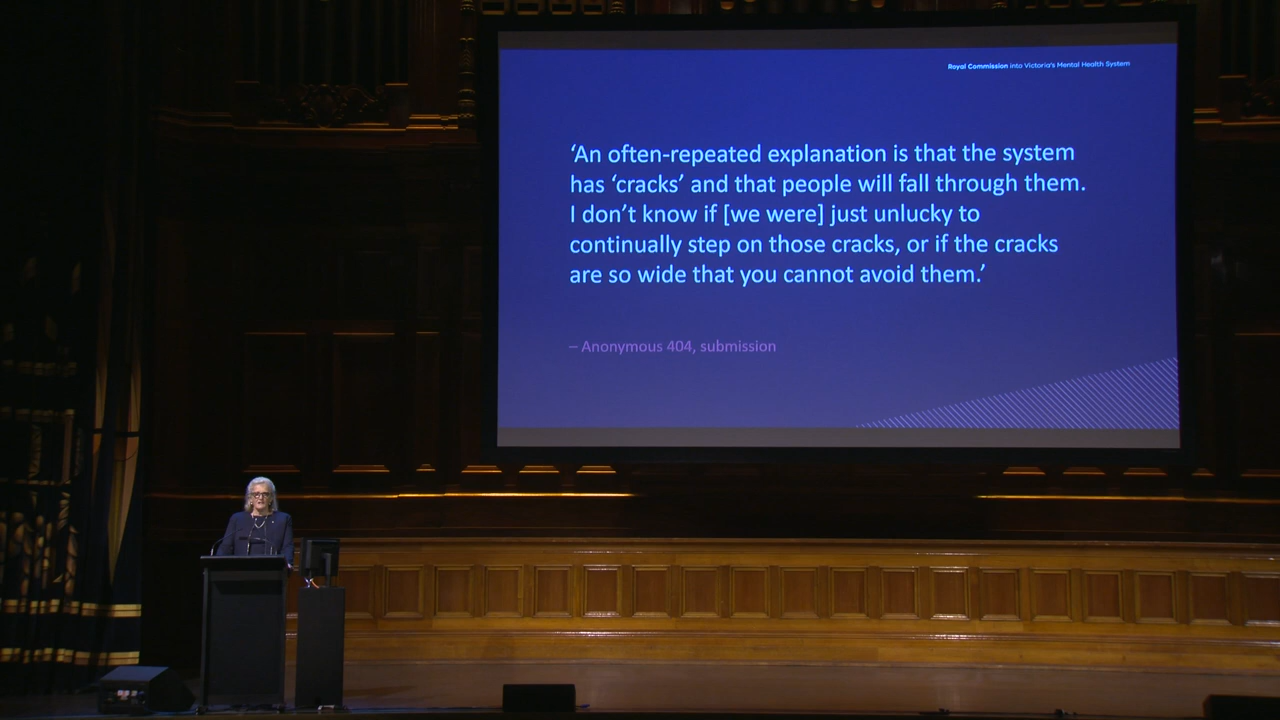 Royal Commission into Victoria's Mental Health System
‘An often-repeated explanation is that the system
has ‘cracks’ and that people will fall through them.
I don’t know if [we were] just unlucky to
continually step on those cracks, or if the cracks
are so wide that you cannot avoid them.’
– Anonymous 404, submission